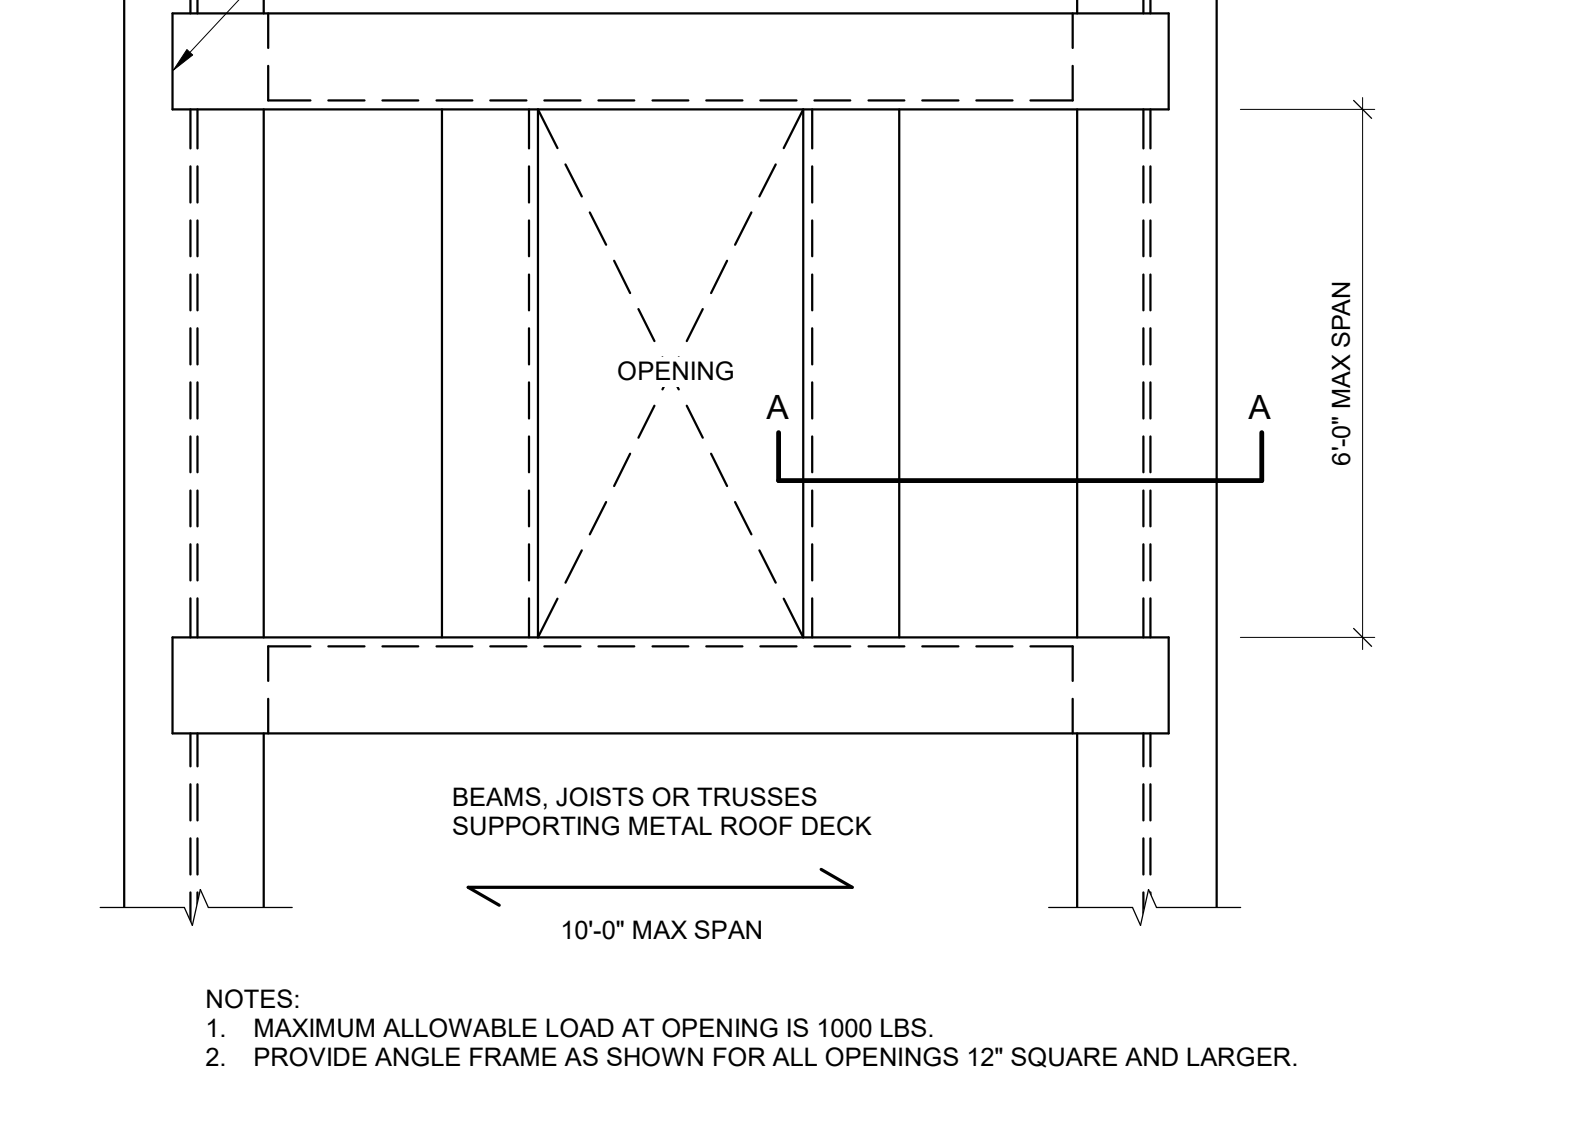 OPENING
A A
6'-0" MAX SPAN
BEAMS, JOISTS OR TRUSSES
SUPPORTING METAL ROOF DECK
10'-0" MAX SPAN
NOTES:
1. MAXIMUM ALLOWABLE LOAD AT OPENING IS 1000 LBS.
2. PROVIDE ANGLE FRAME AS SHOWN FOR ALL OPENINGS 12" SQUARE AND LARGER.